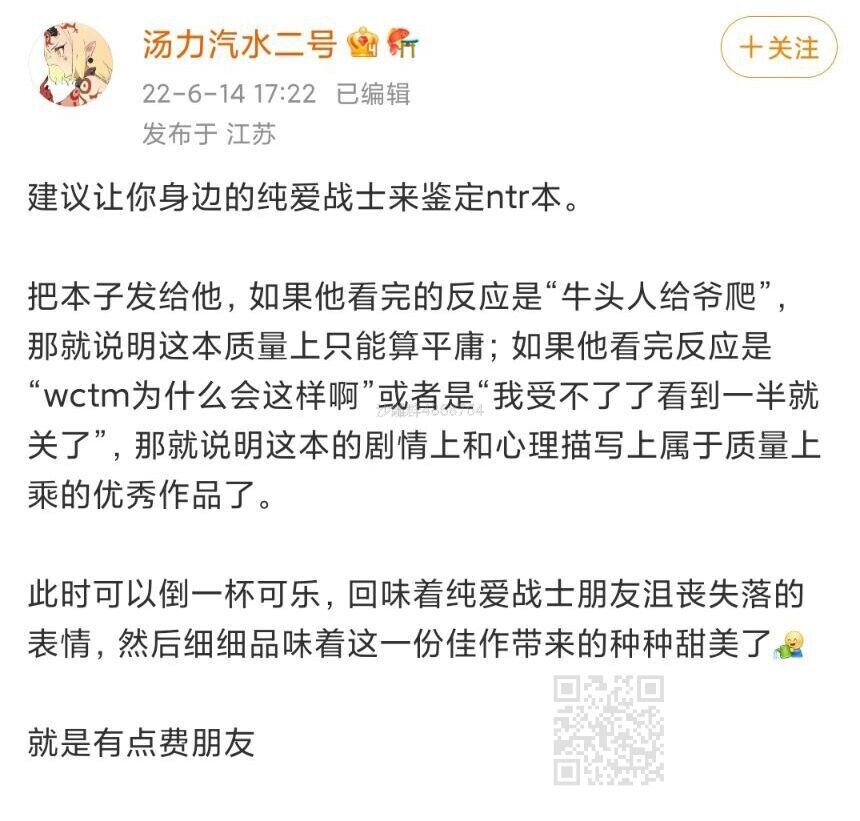 汤力汽水二号
＋关注
22-6-14 17:22 已编辑
发布于 江苏
建议让你身边的纯爱战士来鉴定ntr本。
把本子发给他，如果他看完的反应是“牛头人给爷爬”，
那就说明这本质量上只能算平庸；如果他看完反应是
“wctm为什么会这样啊”或者是“我受不了了看到一半就
关了”，那就说明这本的剧情上和心理描写上属于质量上
乘的优秀作品了。
此时可以倒一杯可乐，回味着纯爱战士朋友沮丧失落的
表情，然后细细品味着这一份佳作带来的种种甜美了
就是有点费朋友